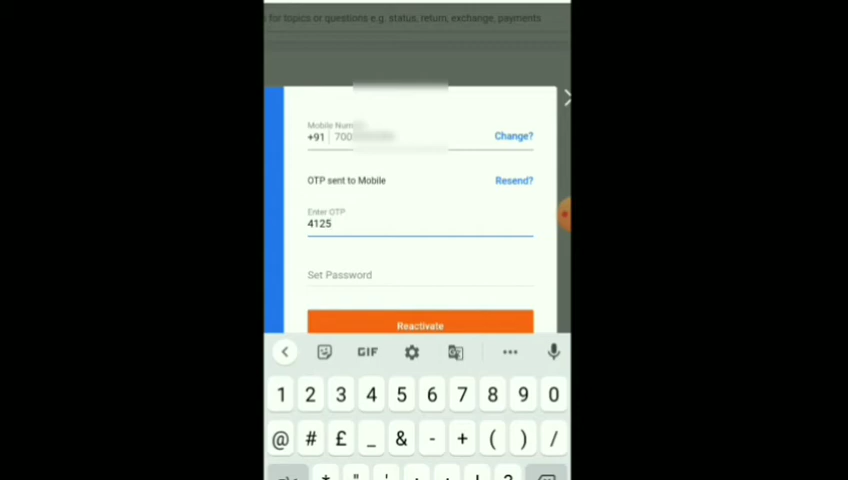 for topics or questions e.g. status, return, exchange, payments
Mobile Num
+91 700 Change?
OTP sent to Mobile Resend?
Enter OTP
4125
Set Password
Reactivate
GIF
1 2 3 4 5 6 7 8 9 0
@ # £ _ & - + ( ) /
* " ' : ; ! ?